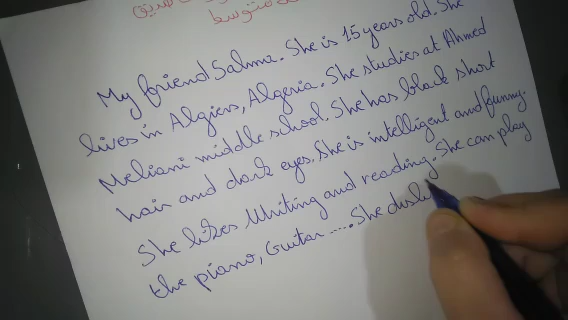 متوسط
My friend Salma. She is 15 years old. She
lives in Algiers, Algeria. She studies at Ahmed
Meliani middle school. She has black short
hair and dark eyes. She is intelligent and funny.
She likes Writing and reading. She can play
the piano, Guitar .... She disl